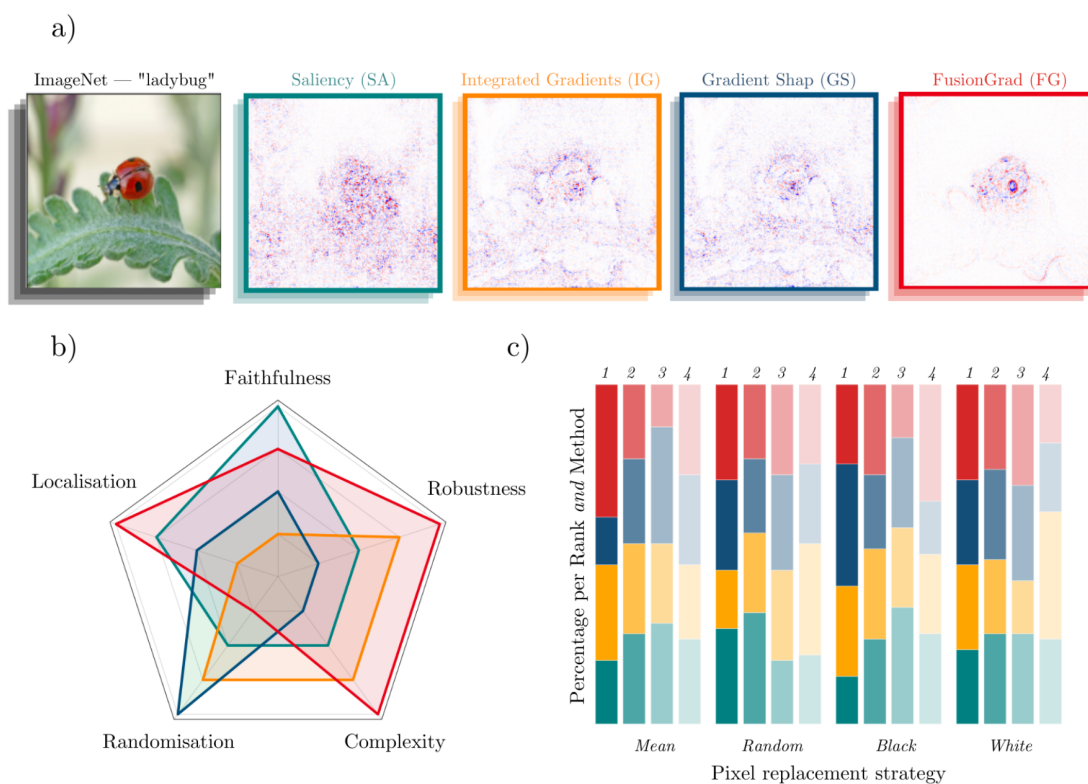 a)
ImageNet — "ladybug"
Saliency (SA)
Integrated Gradients (IG)
Gradient Shap (GS)
FusionGrad (FG)
b)
Faithfulness
Localisation
Robustness
Randomisation
Complexity
c)
1 2 3 4 1 2 3 4 1 2 3 4 1 2 3 4
Percentage per Rank and Method
Mean Random Black White
Pixel replacement strategy